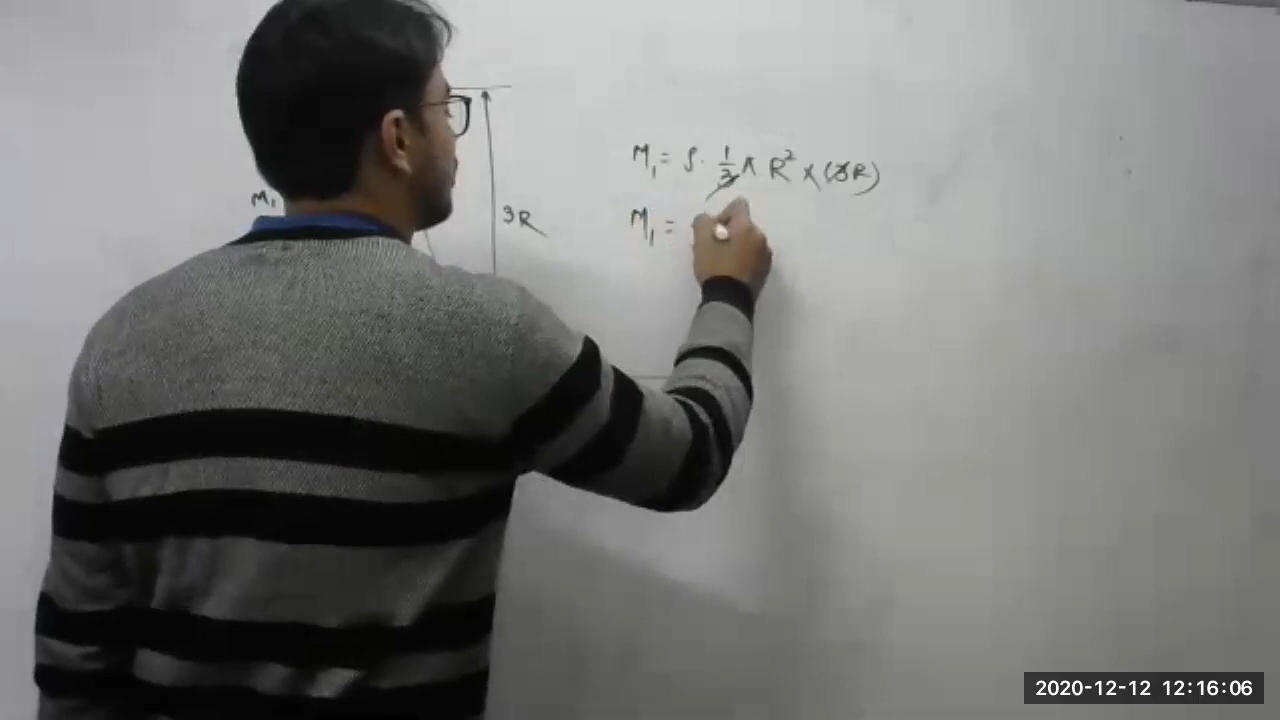 M₁ = ρ · 1/3 π R² × (3R)
M₁ =
M₁
3R
2020-12-12 12:16:06